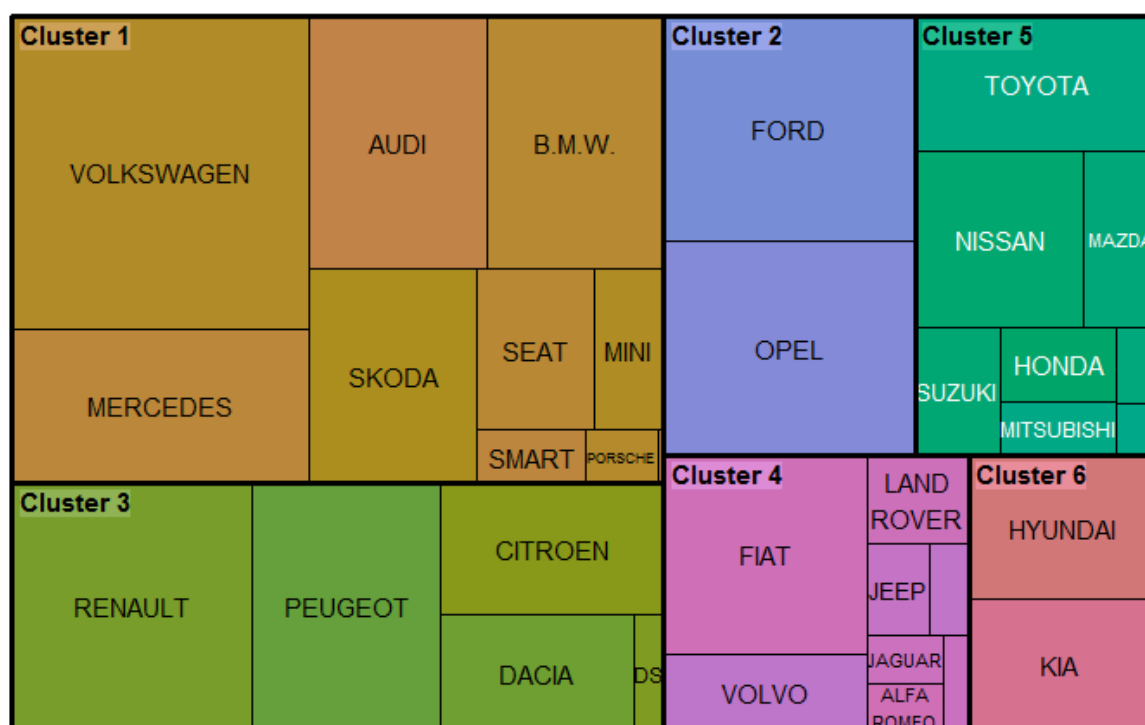 Cluster 1
VOLKSWAGEN
AUDI
B.M.W.
MERCEDES
SKODA
SEAT
MINI
SMART
PORSCHE
Cluster 2
FORD
OPEL
Cluster 5
TOYOTA
NISSAN
MAZDA
SUZUKI
HONDA
MITSUBISHI
Cluster 3
RENAULT
PEUGEOT
CITROEN
DACIA
DS
Cluster 4
FIAT
VOLVO
LAND
ROVER
JEEP
JAGUAR
ALFA
ROMEO
Cluster 6
HYUNDAI
KIA